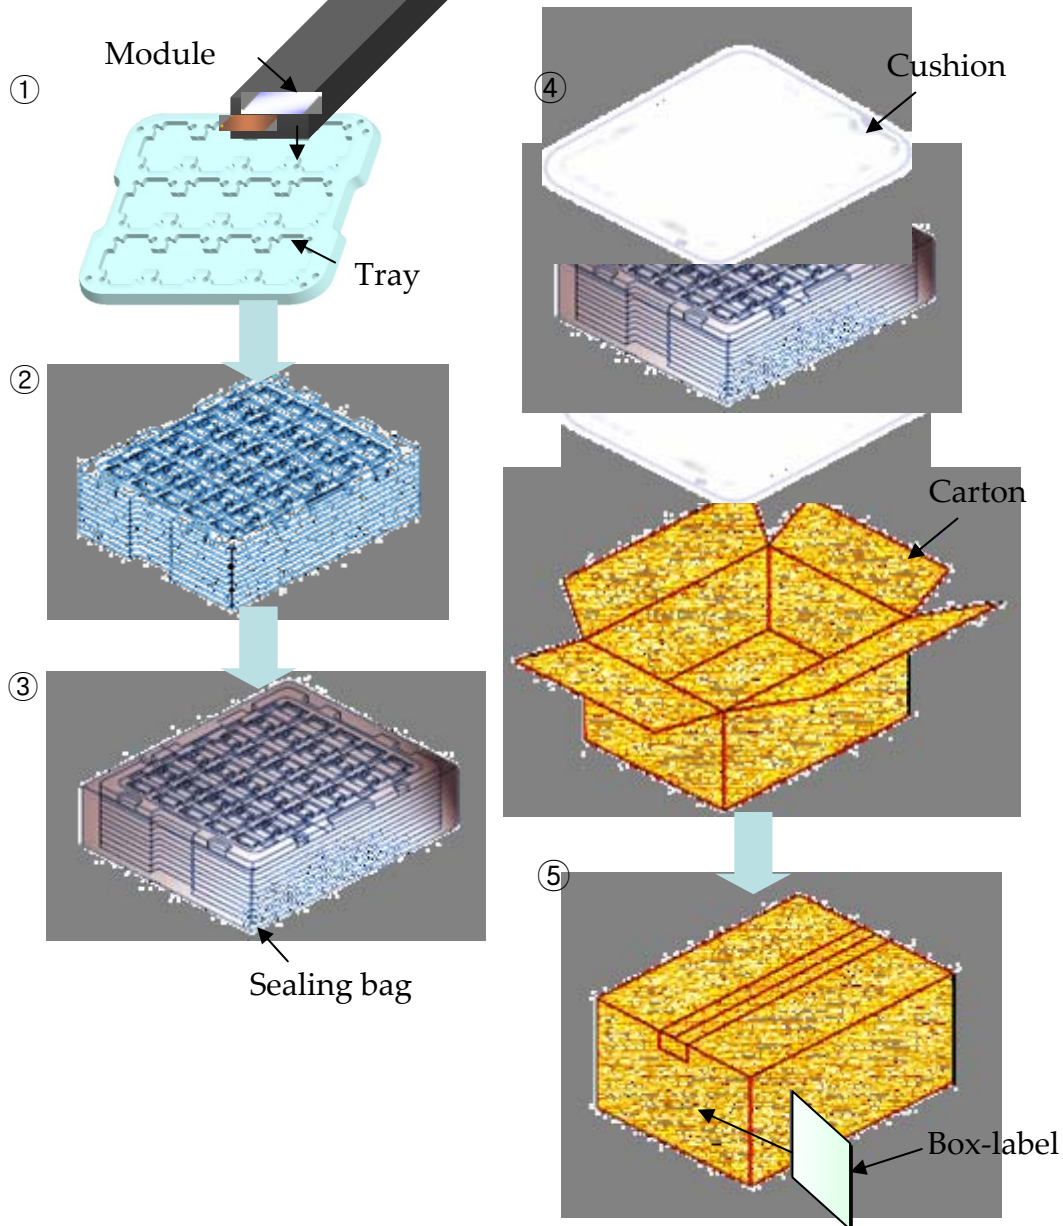 ①
Module
Tray
②
③
Sealing bag
④
Cushion
Carton
⑤
Box-label